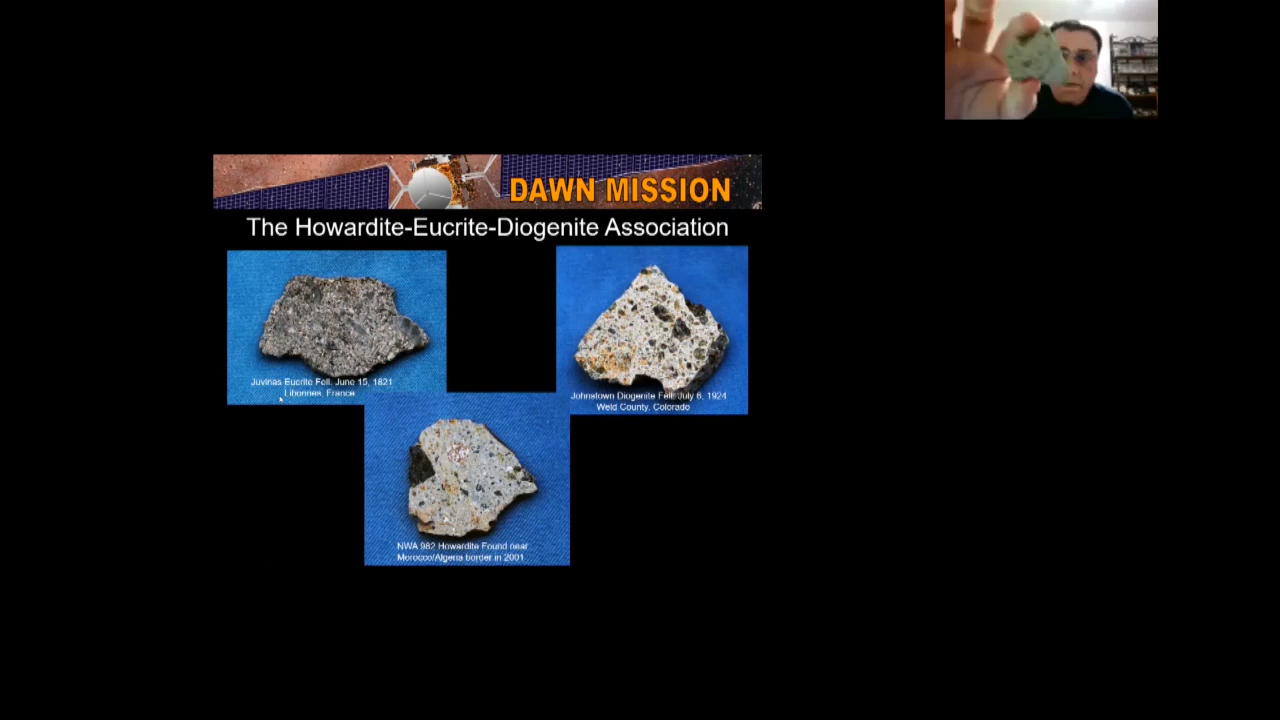 DAWN MISSION
The Howardite-Eucrite-Diogenite Association
Juvinas Eucrite Fell. June 15, 1821
Libonnes, France
Johnstown Diogenite Fell. July 6, 1924
Weld County, Colorado
NWA 982 Howardite Found near
Morocco/Algeria border in 2001